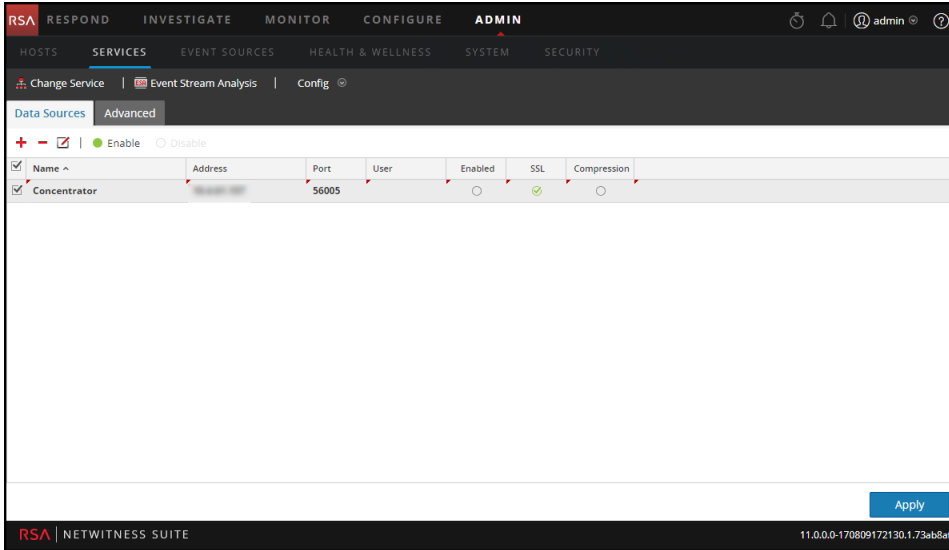 RSA RESPOND INVESTIGATE MONITOR CONFIGURE ADMIN admin ?
HOSTS SERVICES EVENT SOURCES HEALTH & WELLNESS SYSTEM SECURITY
Change Service | ESA Event Stream Analysis | Config
Data Sources Advanced
Enable Disable
Name Address Port User Enabled SSL Compression
Concentrator 56005
Apply
RSA | NETWITNESS SUITE 11.0.0.0-170809172130.1.73ab8a